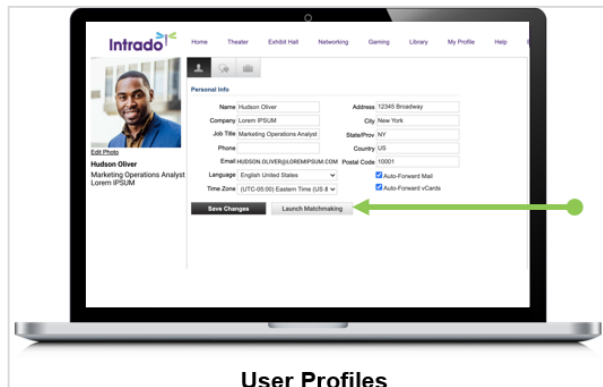 Intrado
Home Theater Exhibit Hall Networking Gaming Library My Profile Help
Personal Info
Name Hudson Oliver Address 12345 Broadway
Company Lorem IPSUM City New York
Job Title Marketing Operations Analyst State/Prov NY
Phone Country US
Email HUDSON.OLIVER@LOREMIPSUM.COM Postal Code 10001
Language English United States Auto-Forward Mail
Time Zone (UTC-05:00) Eastern Time (US & Auto-Forward vCards
Save Changes Launch Matchmaking
Edit Photo
Hudson Oliver
Marketing Operations Analyst
Lorem IPSUM
User Profiles